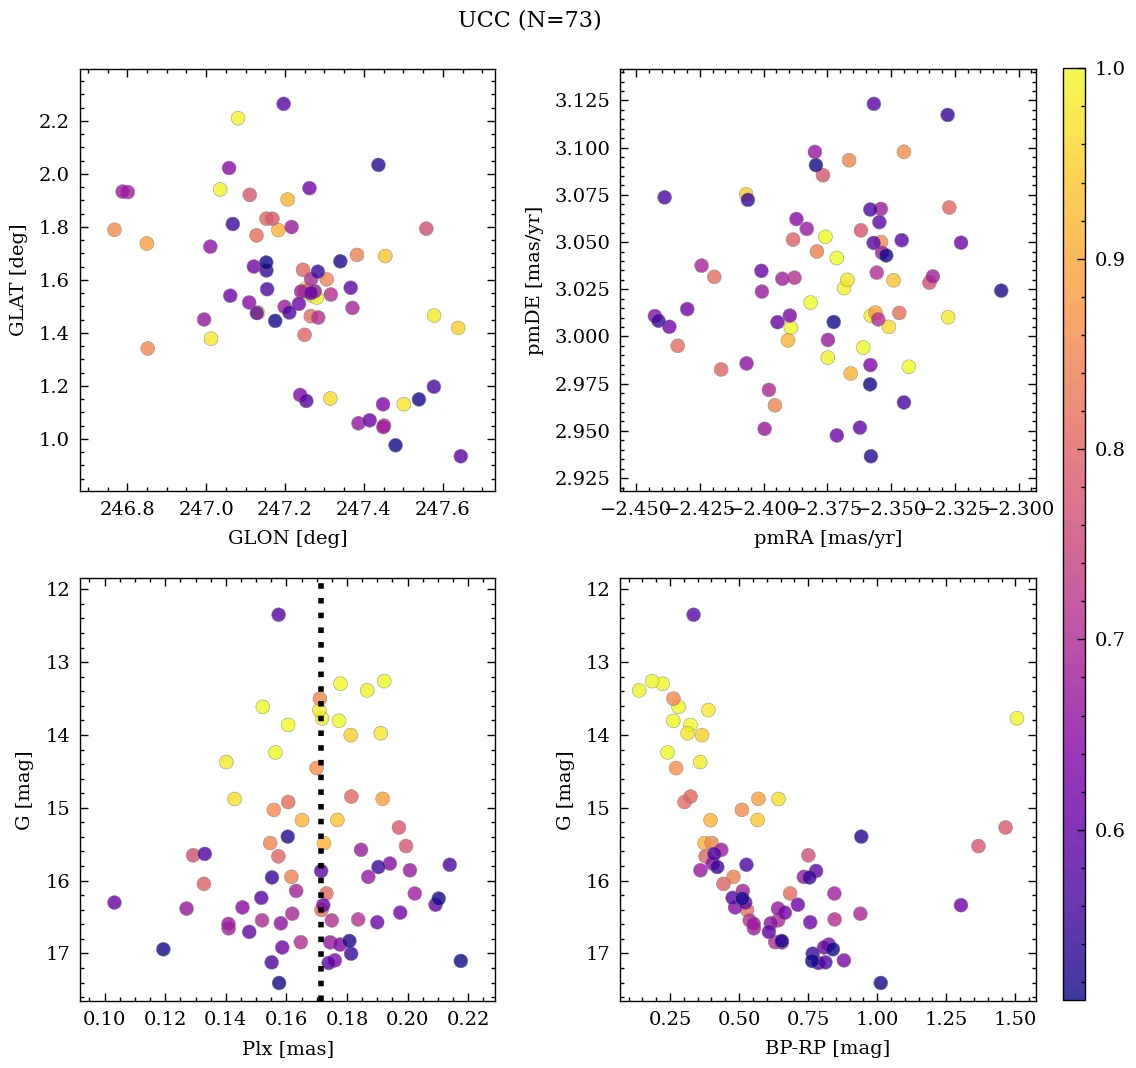 UCC (N=73)
2.2
2.0
1.8
1.6
1.4
1.2
1.0
GLAT [deg]
246.8 247.0 247.2 247.4 247.6
GLON [deg]
3.125
3.100
3.075
3.050
3.025
3.000
2.975
2.950
2.925
pmDE [mas/yr]
−2.450 −2.425 −2.400 −2.375 −2.350 −2.325 −2.300
pmRA [mas/yr]
12
13
14
15
16
17
G [mag]
0.10 0.12 0.14 0.16 0.18 0.20 0.22
Plx [mas]
12
13
14
15
16
17
G [mag]
0.25 0.50 0.75 1.00 1.25 1.50
BP-RP [mag]
1.0
0.9
0.8
0.7
0.6